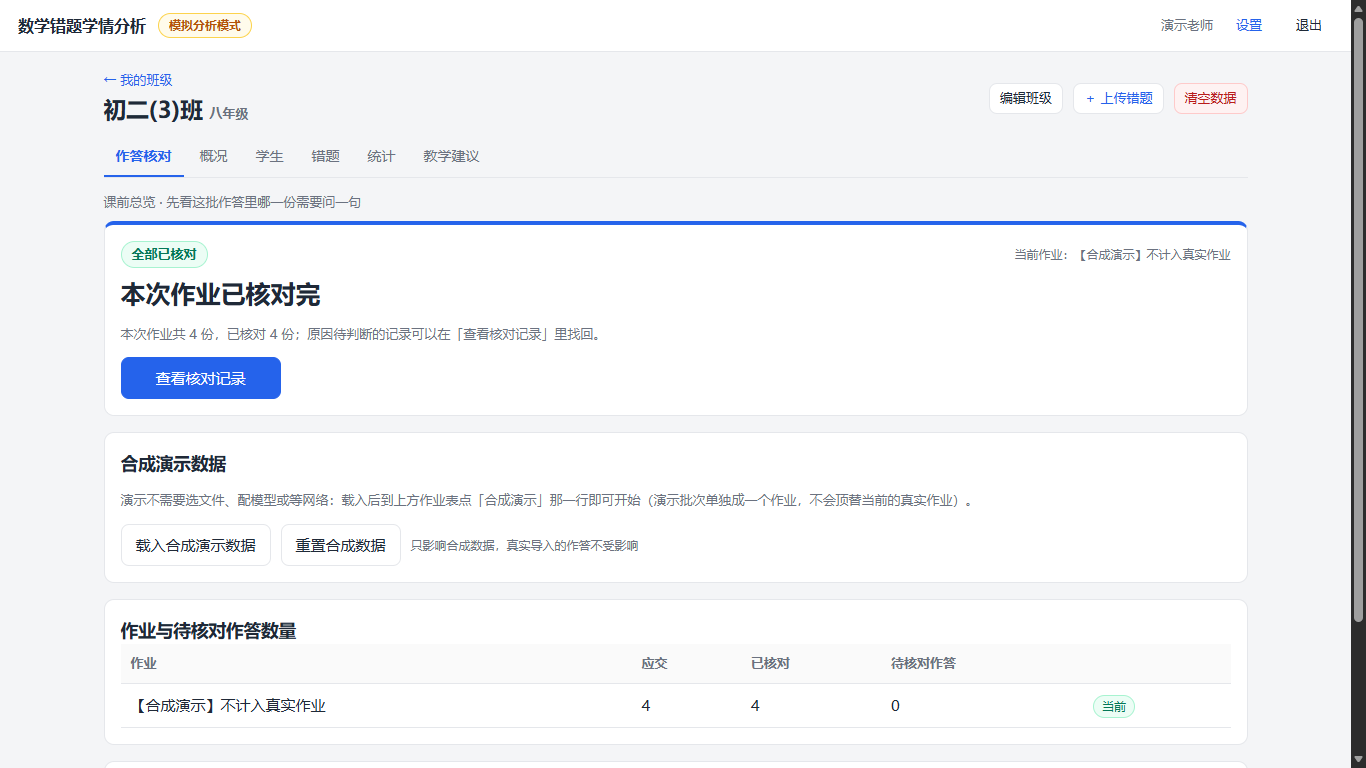 数学错题学情分析 模拟分析模式 演示老师 设置 退出
← 我的班级
初二(3)班 八年级 编辑班级 + 上传错题 清空数据
作答核对 概况 学生 错题 统计 教学建议
课前总览 · 先看这批作答里哪一份需要问一句
全部已核对 当前作业：【合成演示】不计入真实作业
本次作业已核对完
本次作业共 4 份，已核对 4 份；原因待判断的记录可以在「查看核对记录」里找回。
查看核对记录
合成演示数据
演示不需要选文件、配模型或等网络：载入后到上方作业表点「合成演示」那一行即可开始（演示批次单独成一个作业，不会顶替当前的真实作业）。
载入合成演示数据 重置合成数据 只影响合成数据，真实导入的作答不受影响
作业与待核对作答数量
作业 应交 已核对 待核对作答
【合成演示】不计入真实作业 4 4 0 当前